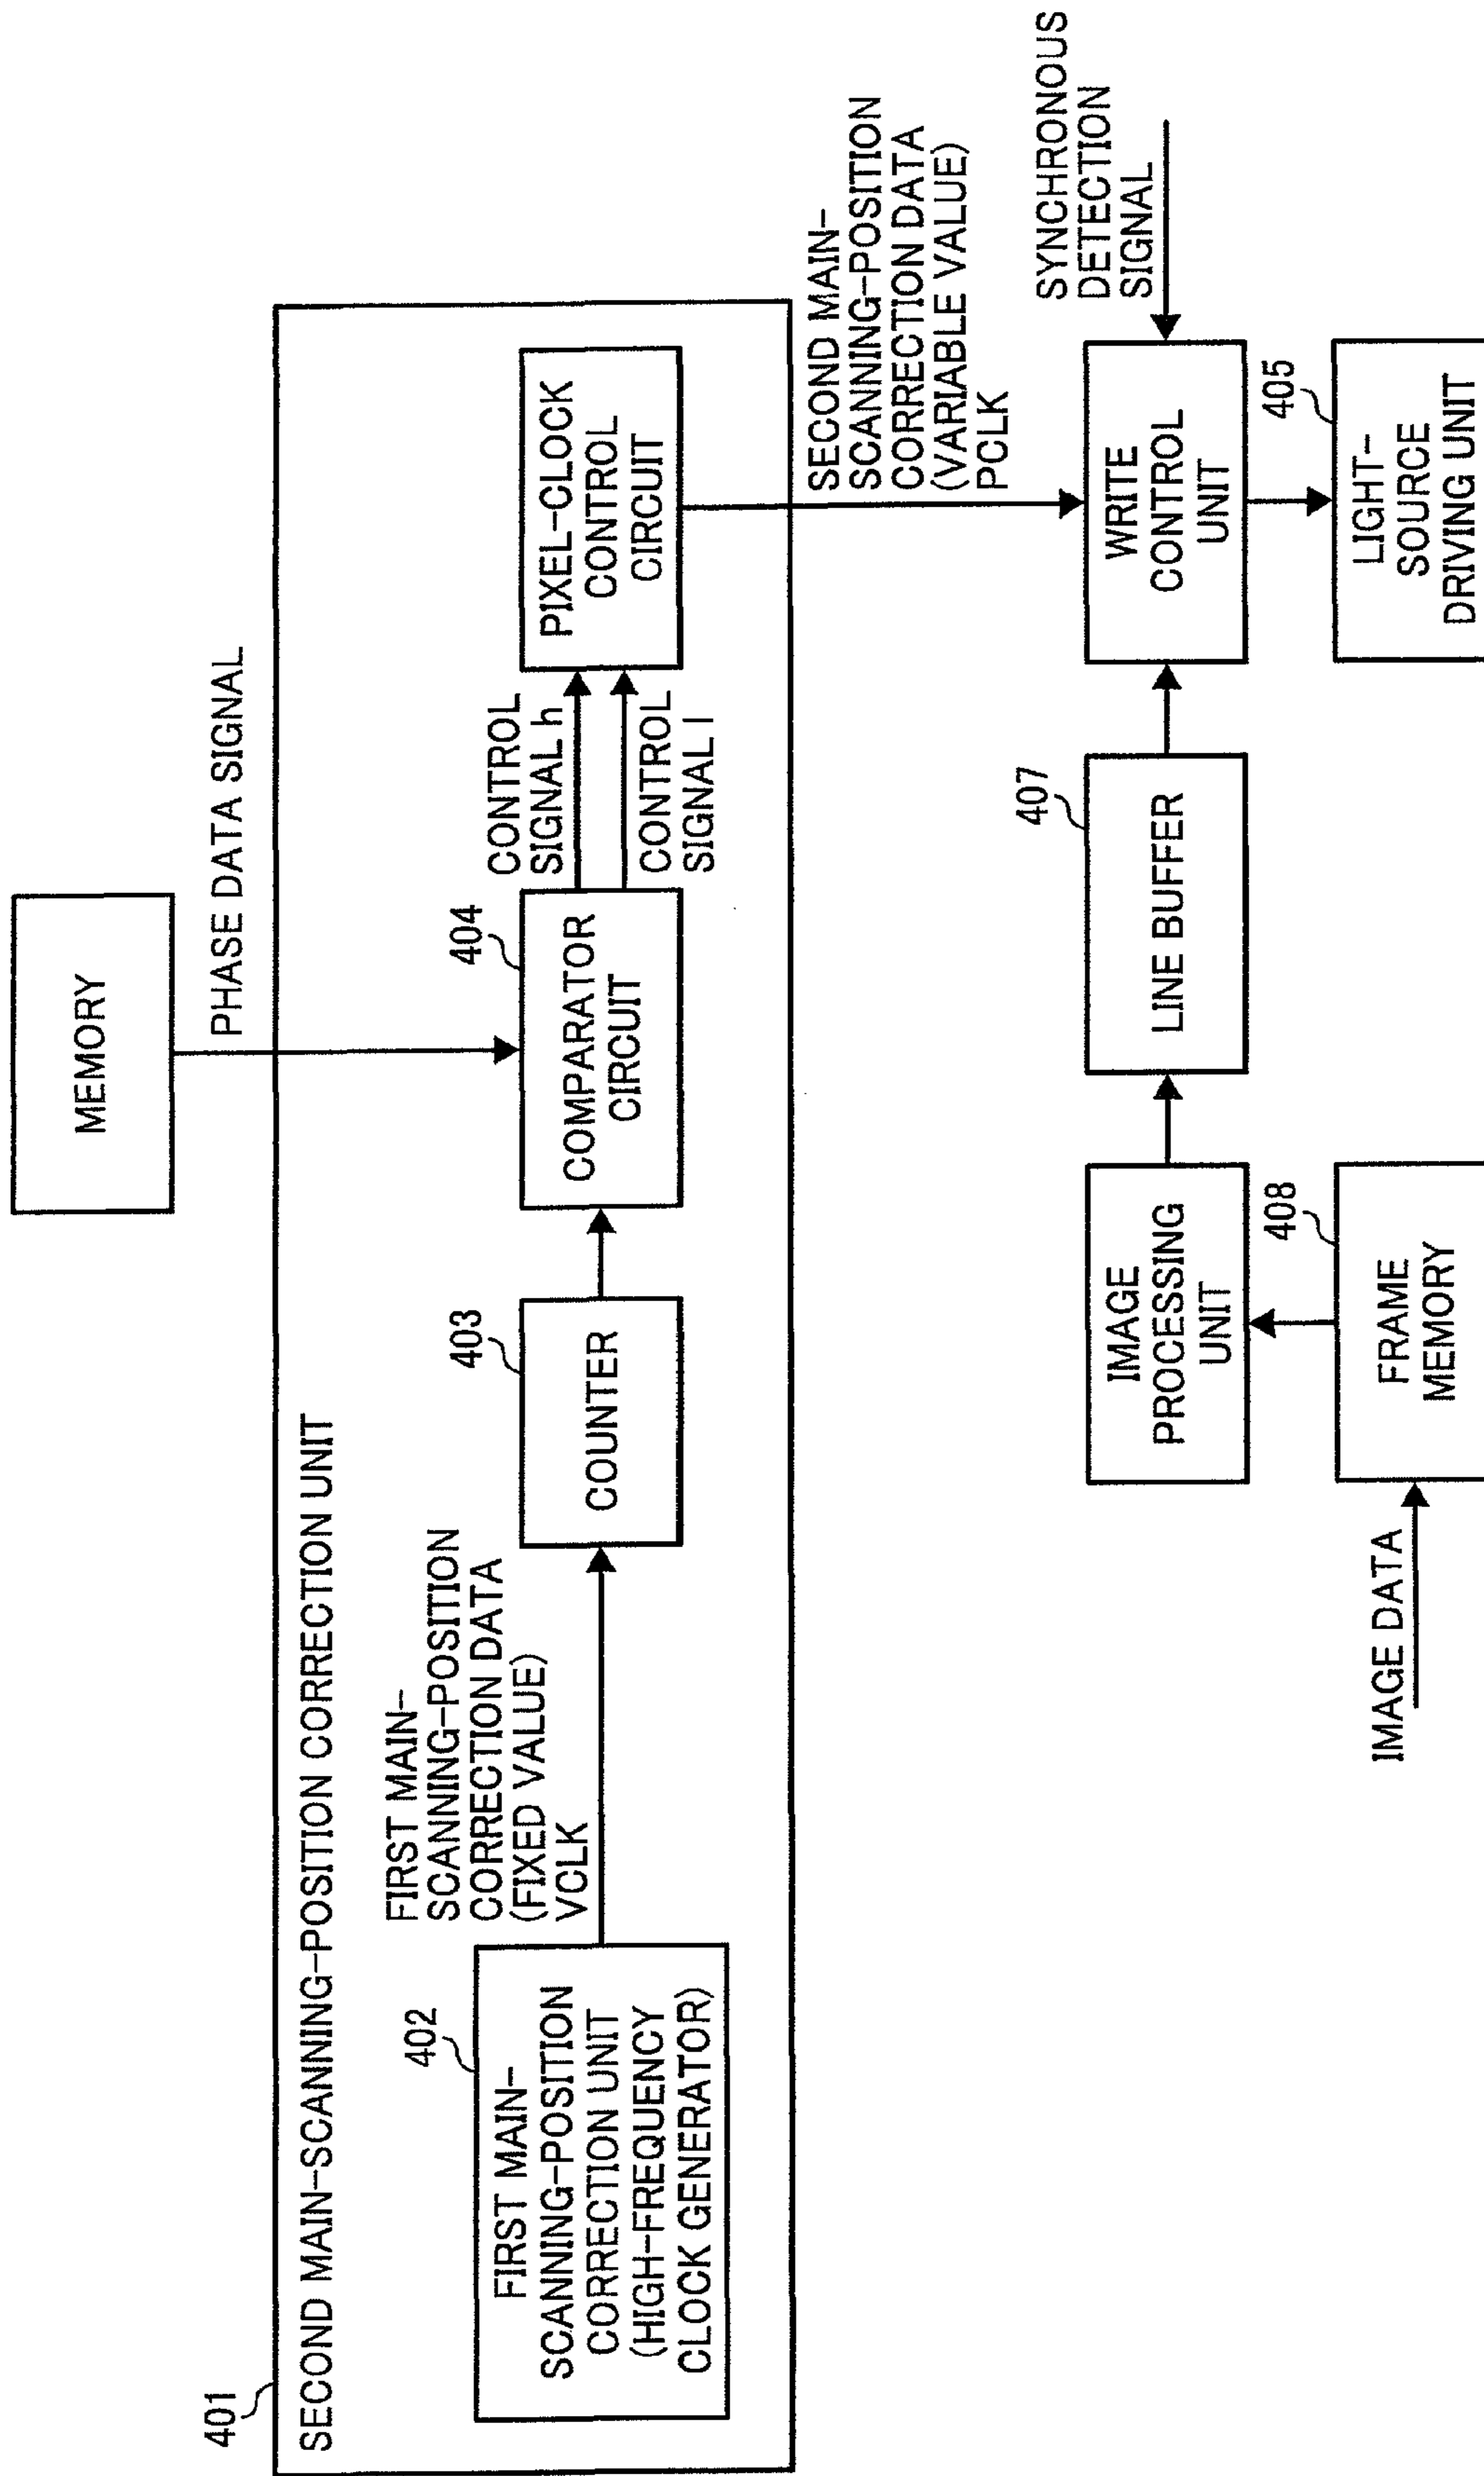 MEMORY
PHASE DATA SIGNAL
401
SECOND MAIN-SCANNING-POSITION CORRECTION UNIT
402
FIRST MAIN-
SCANNING-POSITION
CORRECTION UNIT
(HIGH-FREQUENCY
CLOCK GENERATOR)
FIRST MAIN-
SCANNING-POSITION
CORRECTION DATA
(FIXED VALUE)
VCLK
403
COUNTER
404
COMPARATOR
CIRCUIT
CONTROL
SIGNAL h
CONTROL
SIGNAL l
PIXEL-CLOCK
CONTROL
CIRCUIT
SECOND MAIN-
SCANNING-POSITION
CORRECTION DATA
(VARIABLE VALUE)
PCLK
SYNCHRONOUS
DETECTION
SIGNAL
IMAGE
PROCESSING
UNIT
407
LINE BUFFER
WRITE
CONTROL
UNIT
IMAGE DATA
408
FRAME
MEMORY
405
LIGHT-
SOURCE
DRIVING UNIT